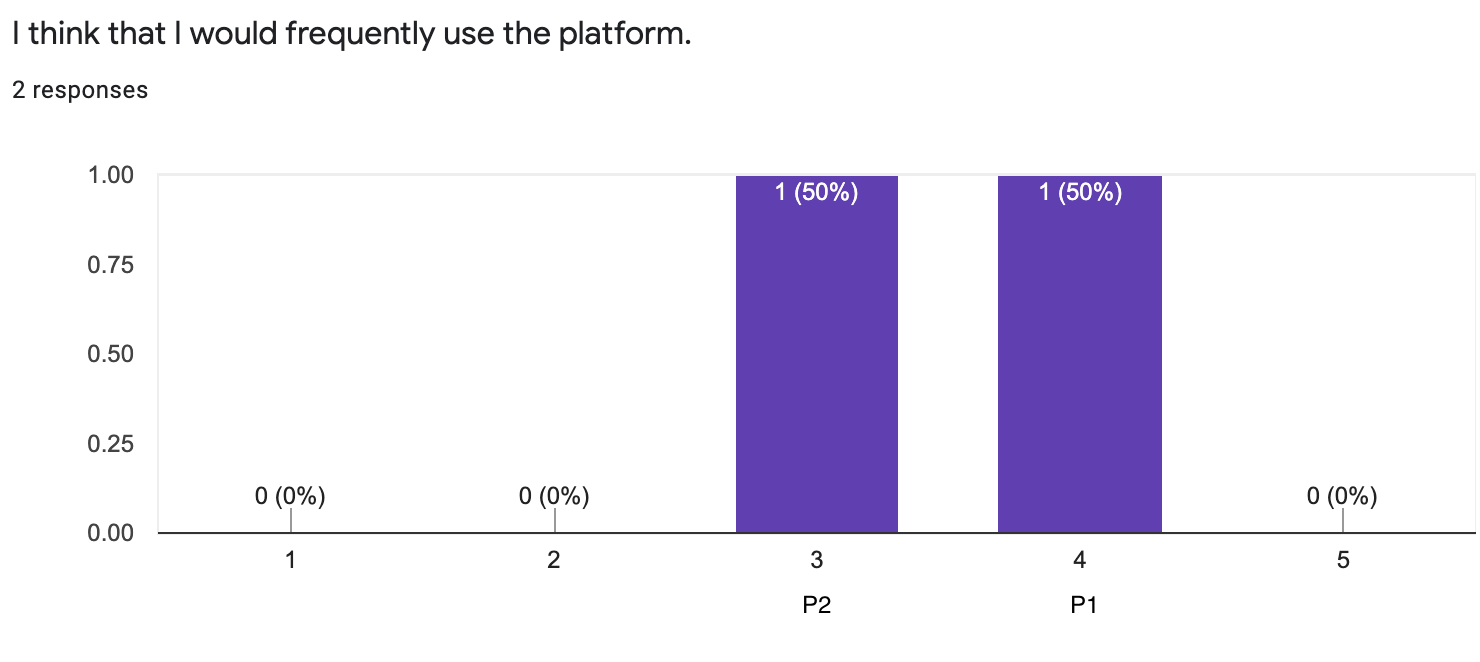 I think that I would frequently use the platform.
2 responses
1.00
1 (50%) 1 (50%)
0.75
0.50
0.25
0 (0%) 0 (0%) 0 (0%)
0.00
1 2 3 4 5
P2 P1